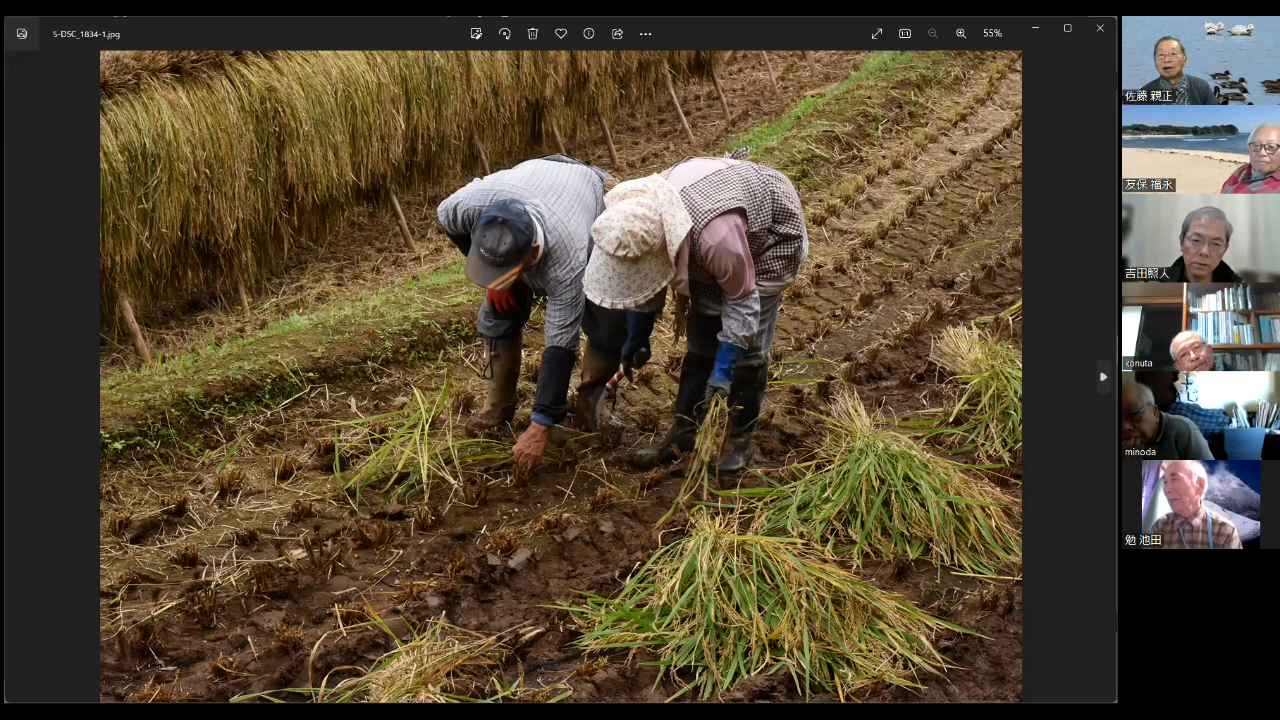 5-DSC_1834-1.jpg
55%
佐藤 親正
友保 福永
吉田照人
konuta
minoda
勉 池田